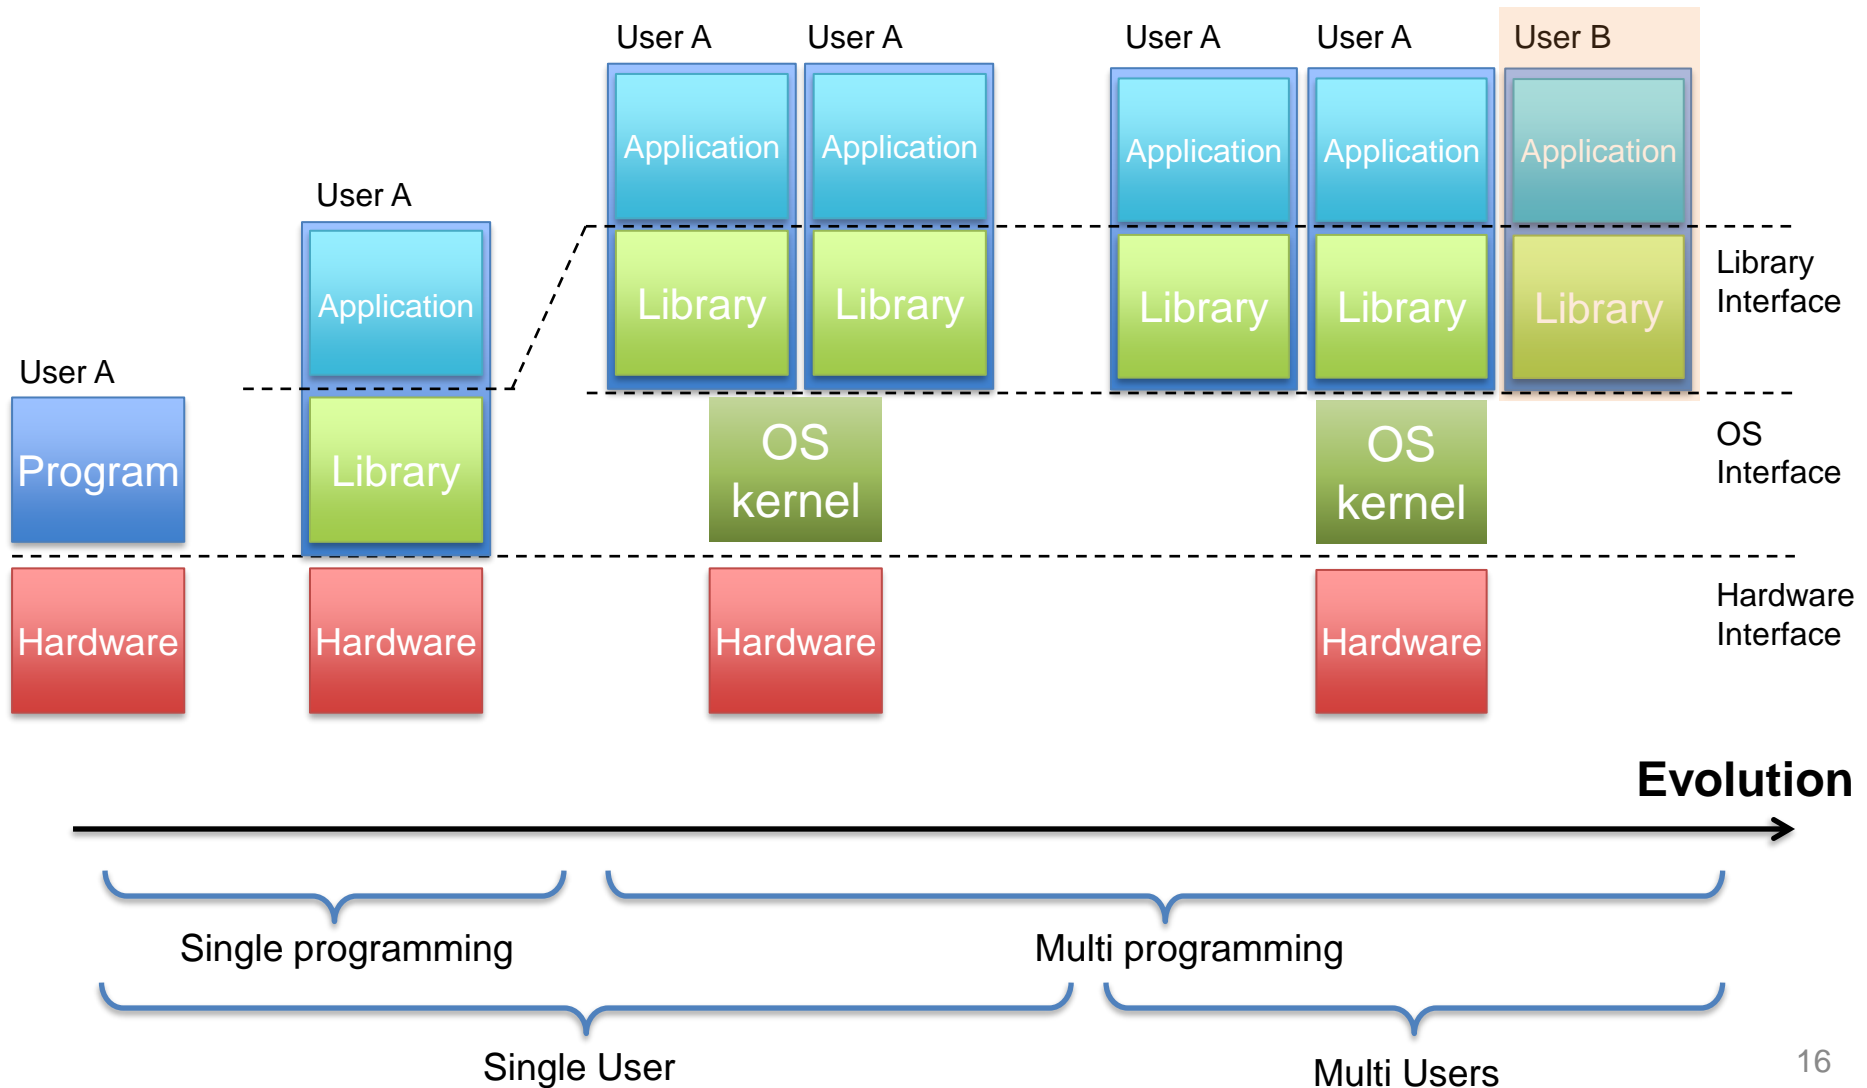 User A
User A
User A
User A
User B
Application
Application
Application
Application
Application
User A
Application
Library
Library
Library
Library
Library
Library
Interface
User A
Program
Library
OS
kernel
OS
kernel
OS
Interface
Hardware
Hardware
Hardware
Hardware
Hardware
Interface
Evolution
Single programming
Multi programming
Single User
Multi Users
16